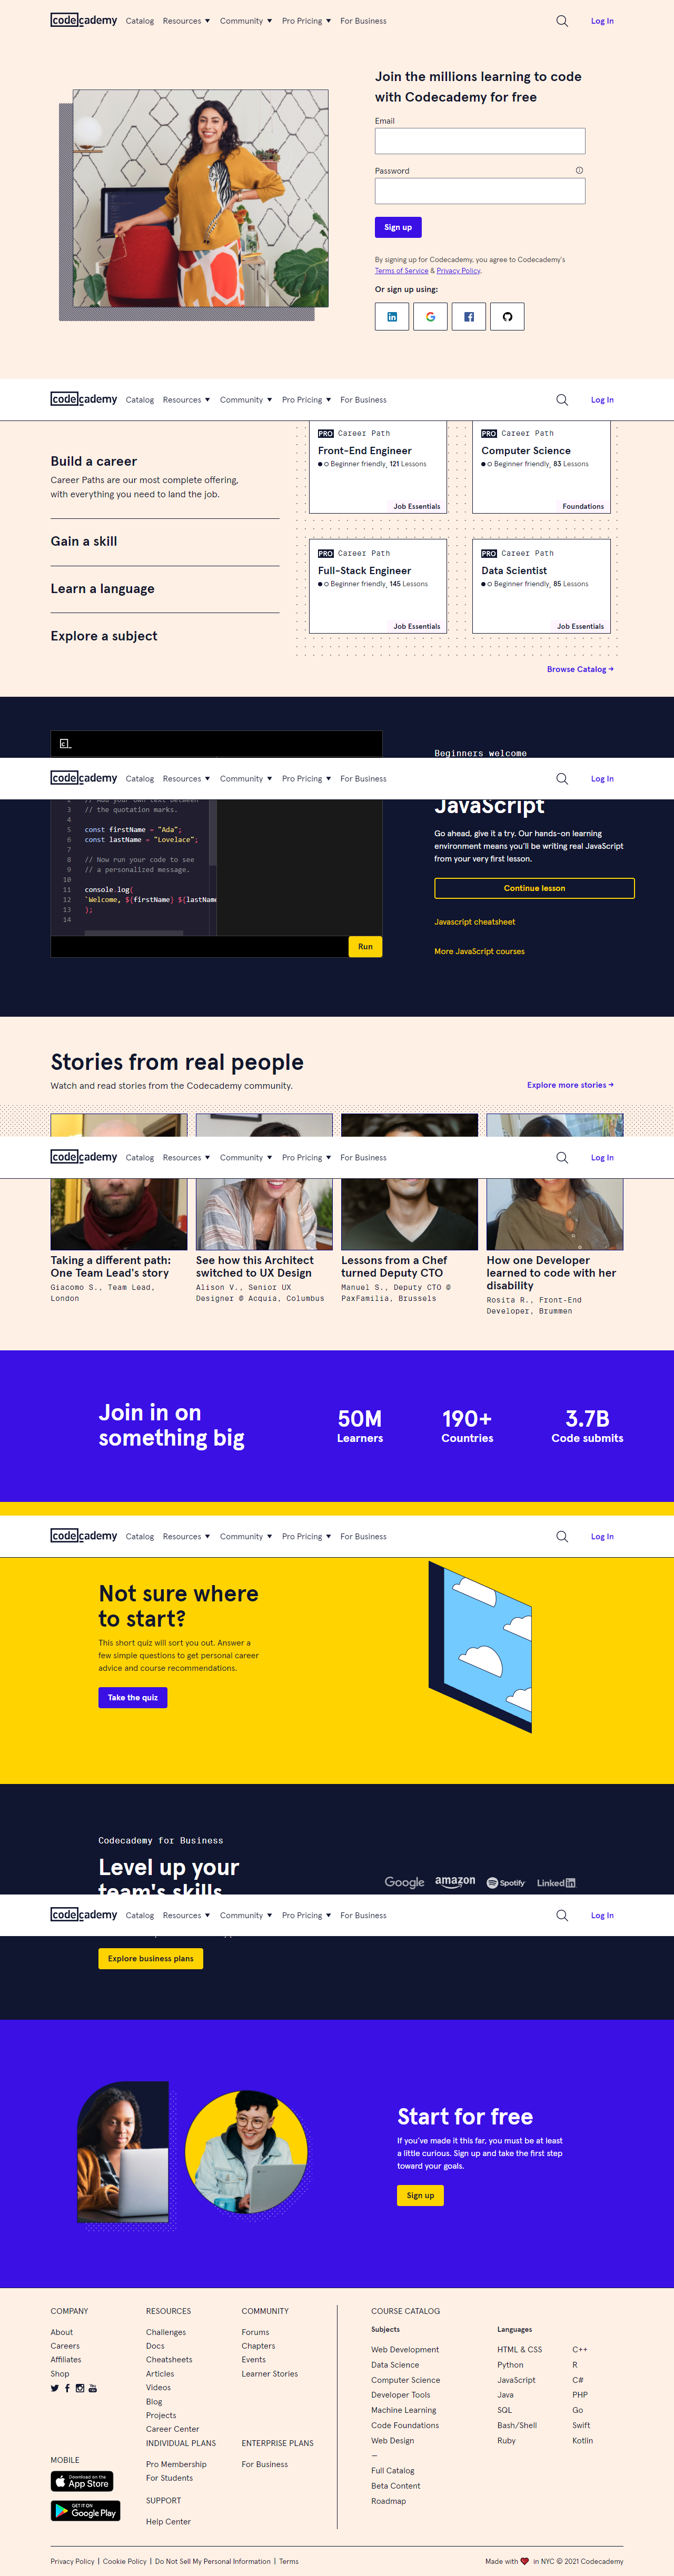 codecademy Catalog Resources Community Pro Pricing For Business Log In
Join the millions learning to code
with Codecademy for free
Email
Password
Sign up
By signing up for Codecademy, you agree to Codecademy's
Terms of Service & Privacy Policy.
Or sign up using:
codecademy Catalog Resources Community Pro Pricing For Business Log In
Build a career
Career Paths are our most complete offering,
with everything you need to land the job.
Gain a skill
Learn a language
Explore a subject
PRO Career Path
Front-End Engineer
Beginner friendly, 121 Lessons
Job Essentials
PRO Career Path
Computer Science
Beginner friendly, 83 Lessons
Foundations
PRO Career Path
Full-Stack Engineer
Beginner friendly, 145 Lessons
Job Essentials
PRO Career Path
Data Scientist
Beginner friendly, 85 Lessons
Job Essentials
Browse Catalog →
Beginners welcome
codecademy Catalog Resources Community Pro Pricing For Business Log In
2 // Add your own text between
3 // the quotation marks.
4
5 const firstName = "Ada";
6 const lastName = "Lovelace";
7
8 // Now run your code to see
9 // a personalized message.
10
11 console.log(
12 `Welcome, ${firstName} ${lastNam
13 );
14
Run
JavaScript
Go ahead, give it a try. Our hands-on learning
environment means you'll be writing real JavaScript
from your very first lesson.
Continue lesson
Javascript cheatsheet
More JavaScript courses
Stories from real people
Watch and read stories from the Codecademy community.
Explore more stories →
codecademy Catalog Resources Community Pro Pricing For Business Log In
Taking a different path:
One Team Lead's story
Giacomo S., Team Lead,
London
See how this Architect
switched to UX Design
Alison V., Senior UX
Designer @ Acquia, Columbus
Lessons from a Chef
turned Deputy CTO
Manuel S., Deputy CTO @
PaxFamilia, Brussels
How one Developer
learned to code with her
disability
Rosita R., Front-End
Developer, Brummen
Join in on
something big
50M
Learners
190+
Countries
3.7B
Code submits
codecademy Catalog Resources Community Pro Pricing For Business Log In
Not sure where
to start?
This short quiz will sort you out. Answer a
few simple questions to get personal career
advice and course recommendations.
Take the quiz
Codecademy for Business
Level up your
team's skills
Google amazon Spotify LinkedIn
codecademy Catalog Resources Community Pro Pricing For Business Log In
Explore business plans
Start for free
If you've made it this far, you must be at least
a little curious. Sign up and take the first step
toward your goals.
Sign up
COMPANY
About
Careers
Affiliates
Shop
MOBILE
Download on the
App Store
GET IT ON
Google Play
RESOURCES
Challenges
Docs
Cheatsheets
Articles
Videos
Blog
Projects
Career Center
INDIVIDUAL PLANS
Pro Membership
For Students
SUPPORT
Help Center
COMMUNITY
Forums
Chapters
Events
Learner Stories
ENTERPRISE PLANS
For Business
COURSE CATALOG
Subjects
Web Development
Data Science
Computer Science
Developer Tools
Machine Learning
Code Foundations
Web Design
—
Full Catalog
Beta Content
Roadmap
Languages
HTML & CSS
Python
JavaScript
Java
SQL
Bash/Shell
Ruby
C++
R
C#
PHP
Go
Swift
Kotlin
Privacy Policy | Cookie Policy | Do Not Sell My Personal Information | Terms
Made with ❤ in NYC © 2021 Codecademy